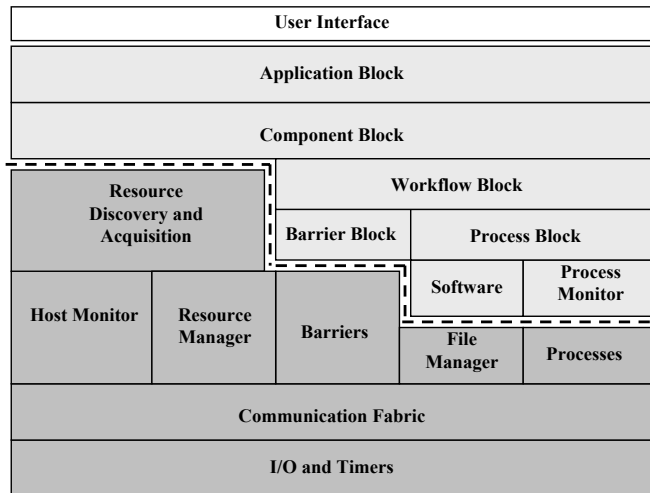 User Interface
Application Block
Component Block
Resource
Discovery and
Acquisition
Workflow Block
Barrier Block
Process Block
Software
Process
Monitor
Host Monitor
Resource
Manager
Barriers
File
Manager
Processes
Communication Fabric
I/O and Timers